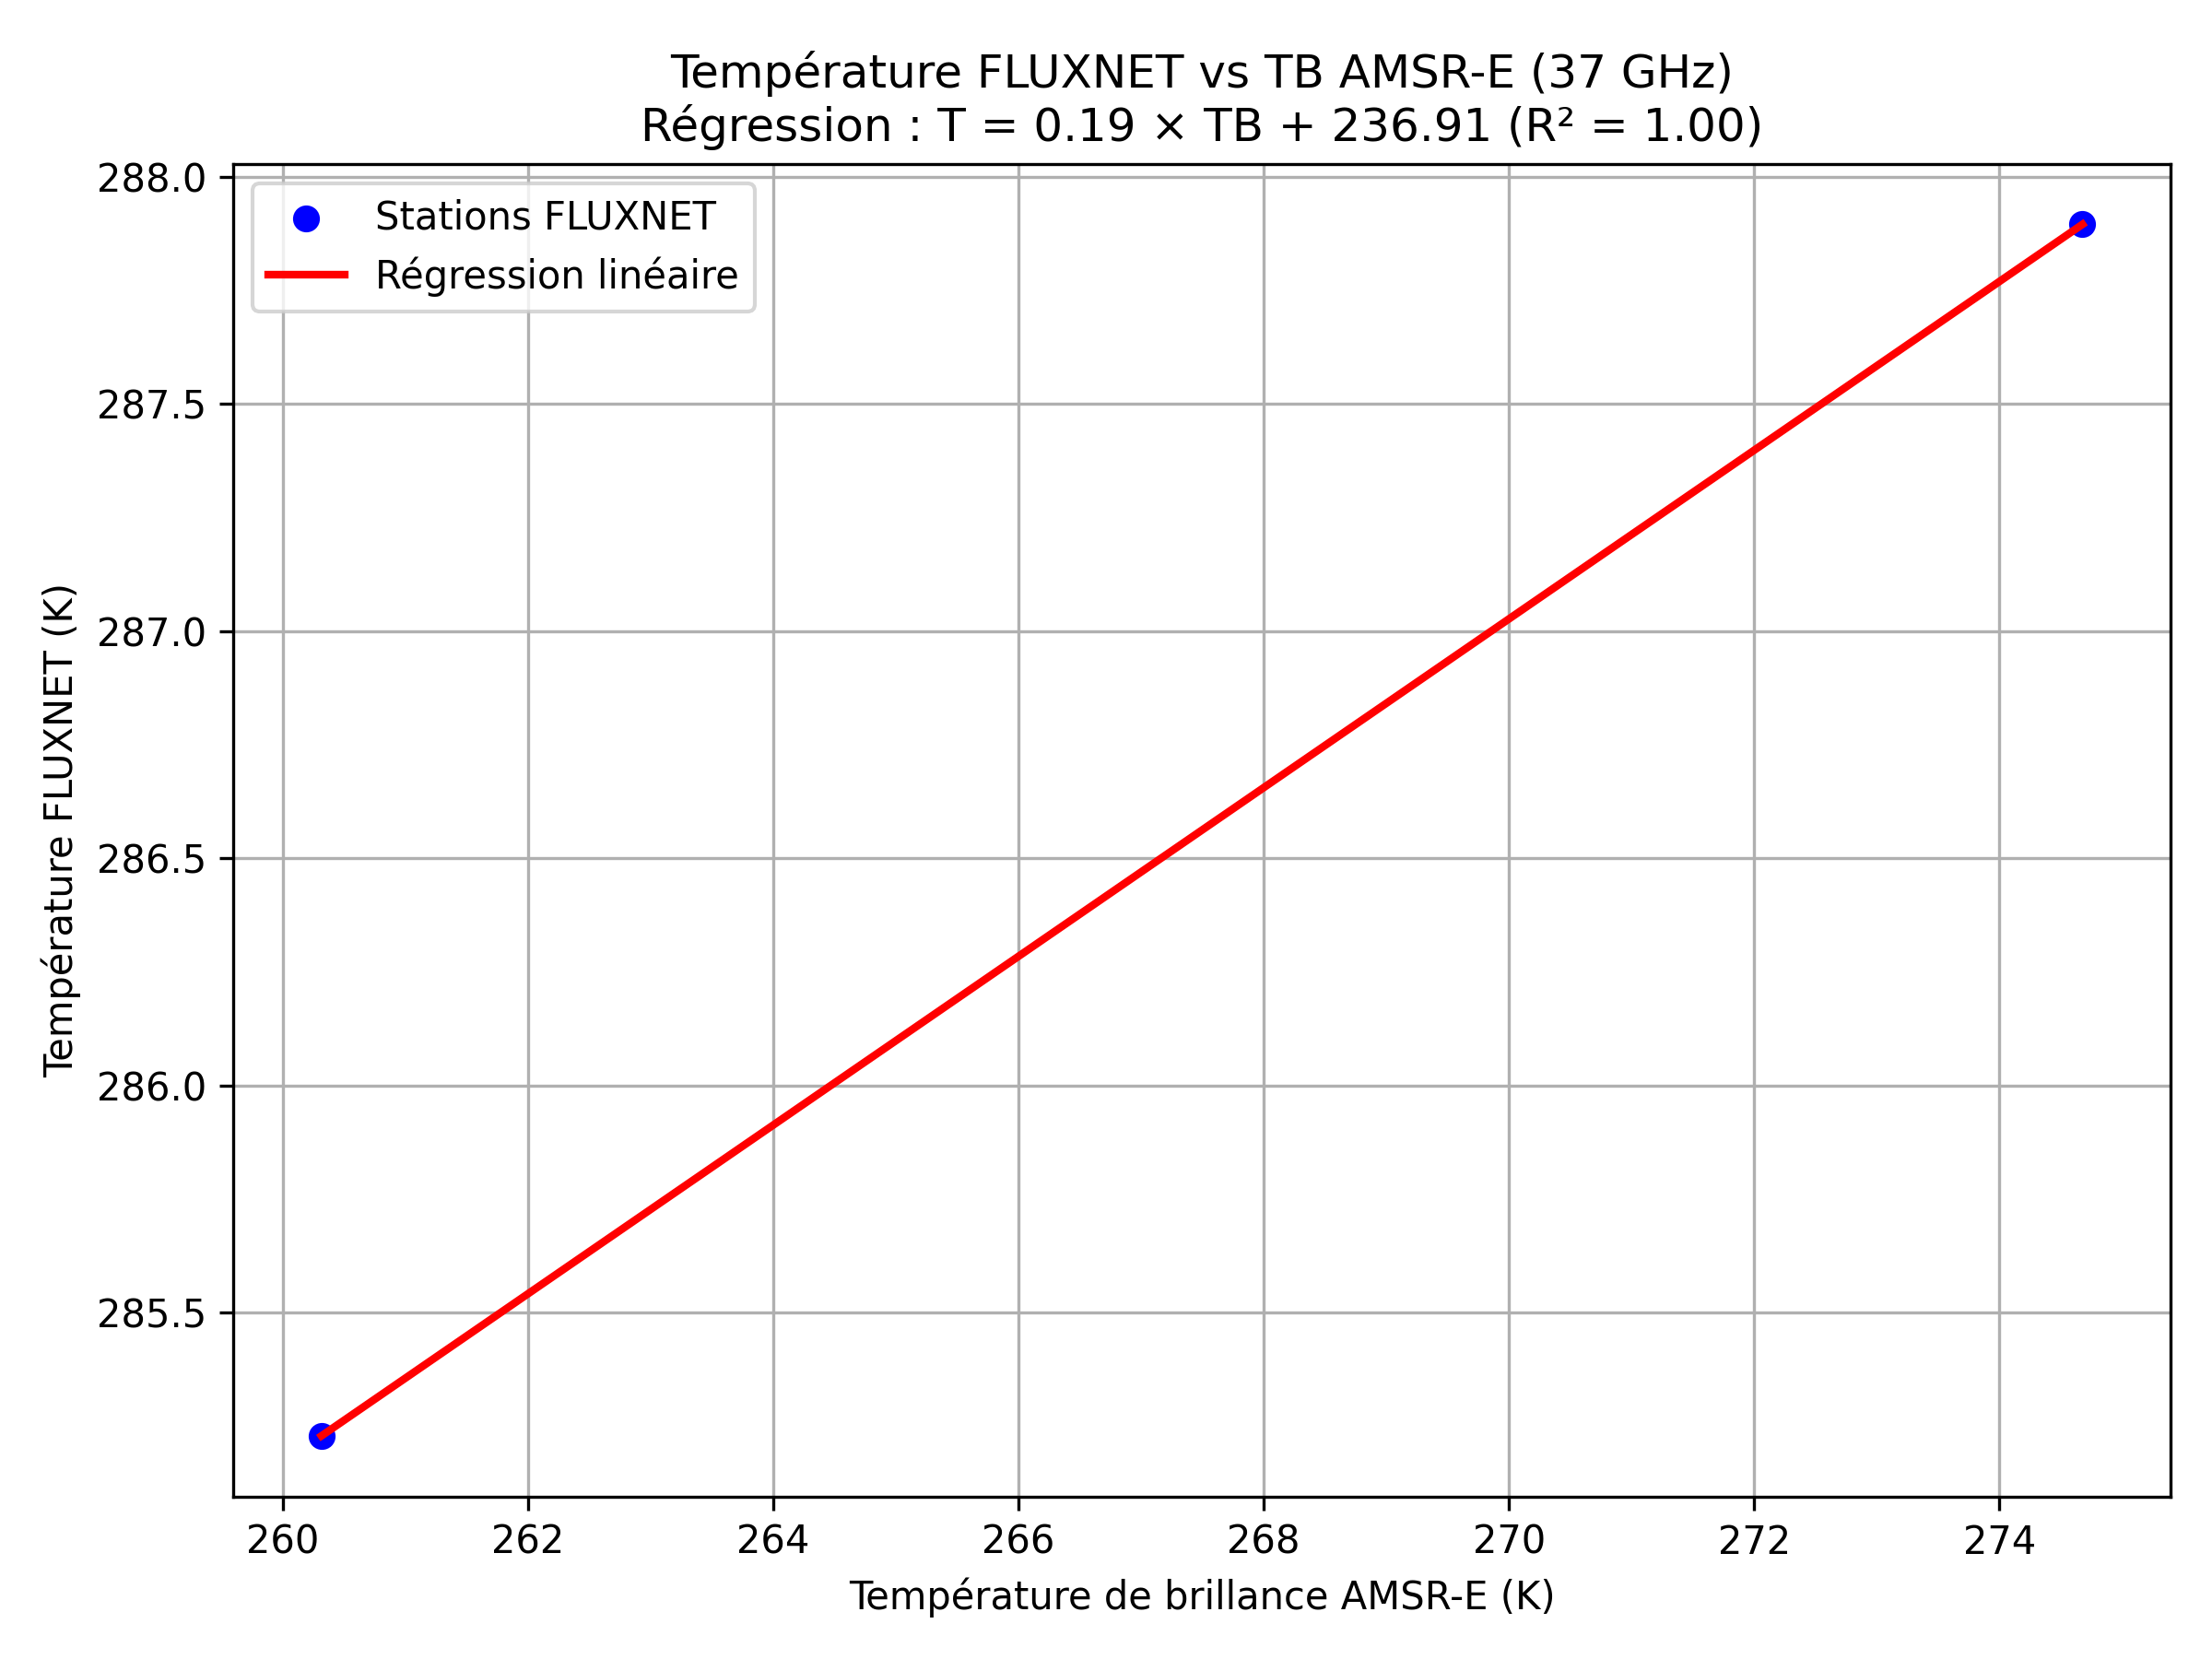 Température FLUXNET vs TB AMSR-E (37 GHz)
Régression : T = 0.19 × TB + 236.91 (R² = 1.00)
Stations FLUXNET
Régression linéaire
288.0
287.5
287.0
286.5
286.0
285.5
Température FLUXNET (K)
260 262 264 266 268 270 272 274
Température de brillance AMSR-E (K)